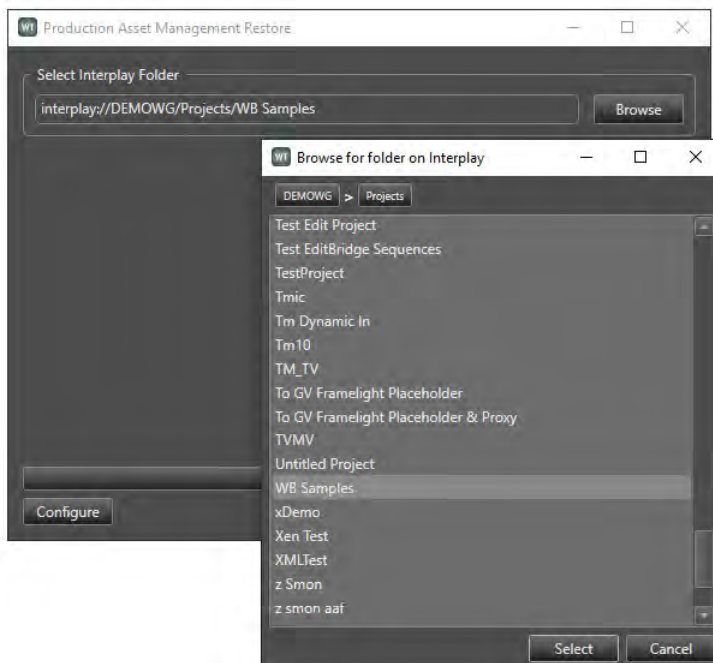 WT Production Asset Management Restore
Select Interplay Folder
interplay://DEMOWG/Projects/WB Samples
Browse
WT Browse for folder on Interplay
DEMOWG > Projects
Test Edit Project
Test EditBridge Sequences
TestProject
Tmic
Tm Dynamic In
Tm10
TM_TV
To GV Framelight Placeholder
To GV Framelight Placeholder & Proxy
TVMV
Untitled Project
WB Samples
xDemo
Xen Test
XMLTest
z Smon
z smon aaf
Configure
Select
Cancel